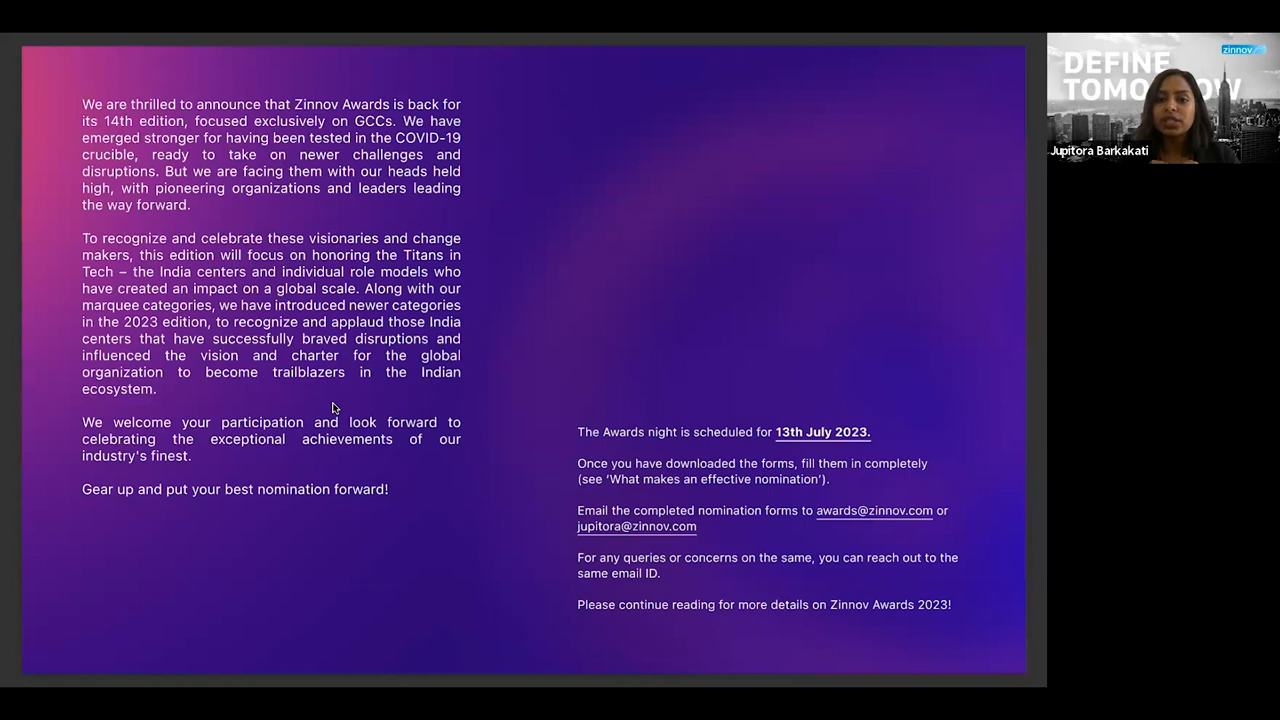 We are thrilled to announce that Zinnov Awards is back for
its 14th edition, focused exclusively on GCCs. We have
emerged stronger for having been tested in the COVID-19
crucible, ready to take on newer challenges and
disruptions. But we are facing them with our heads held
high, with pioneering organizations and leaders leading
the way forward.
To recognize and celebrate these visionaries and change
makers, this edition will focus on honoring the Titans in
Tech – the India centers and individual role models who
have created an impact on a global scale. Along with our
marquee categories, we have introduced newer categories
in the 2023 edition, to recognize and applaud those India
centers that have successfully braved disruptions and
influenced the vision and charter for the global
organization to become trailblazers in the Indian
ecosystem.
We welcome your participation and look forward to
celebrating the exceptional achievements of our
industry's finest.
Gear up and put your best nomination forward!
The Awards night is scheduled for 13th July 2023.
Once you have downloaded the forms, fill them in completely
(see ‘What makes an effective nomination’).
Email the completed nomination forms to awards@zinnov.com or
jupitora@zinnov.com
For any queries or concerns on the same, you can reach out to the
same email ID.
Please continue reading for more details on Zinnov Awards 2023!
zinnov
DEFINE
TOMOROW
Jupitora Barkakati